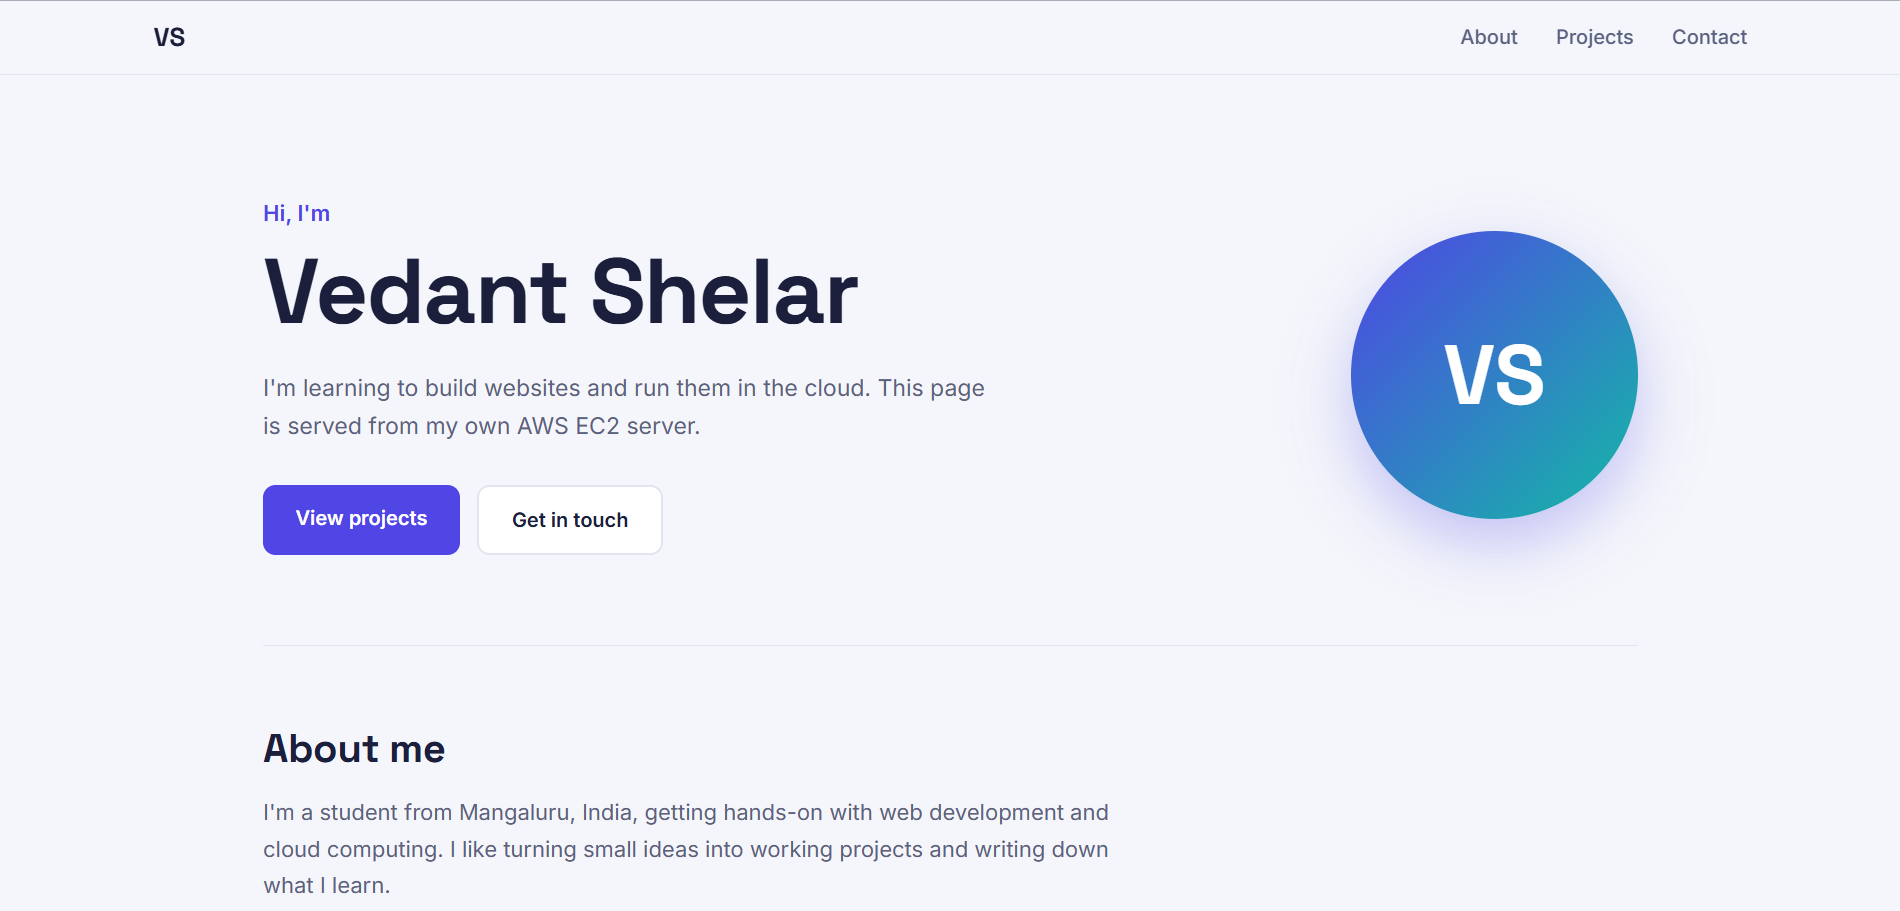 VS
About Projects Contact
Hi, I'm
Vedant Shelar
I'm learning to build websites and run them in the cloud. This page
is served from my own AWS EC2 server.
View projects Get in touch
VS
About me
I'm a student from Mangaluru, India, getting hands-on with web development and
cloud computing. I like turning small ideas into working projects and writing down
what I learn.